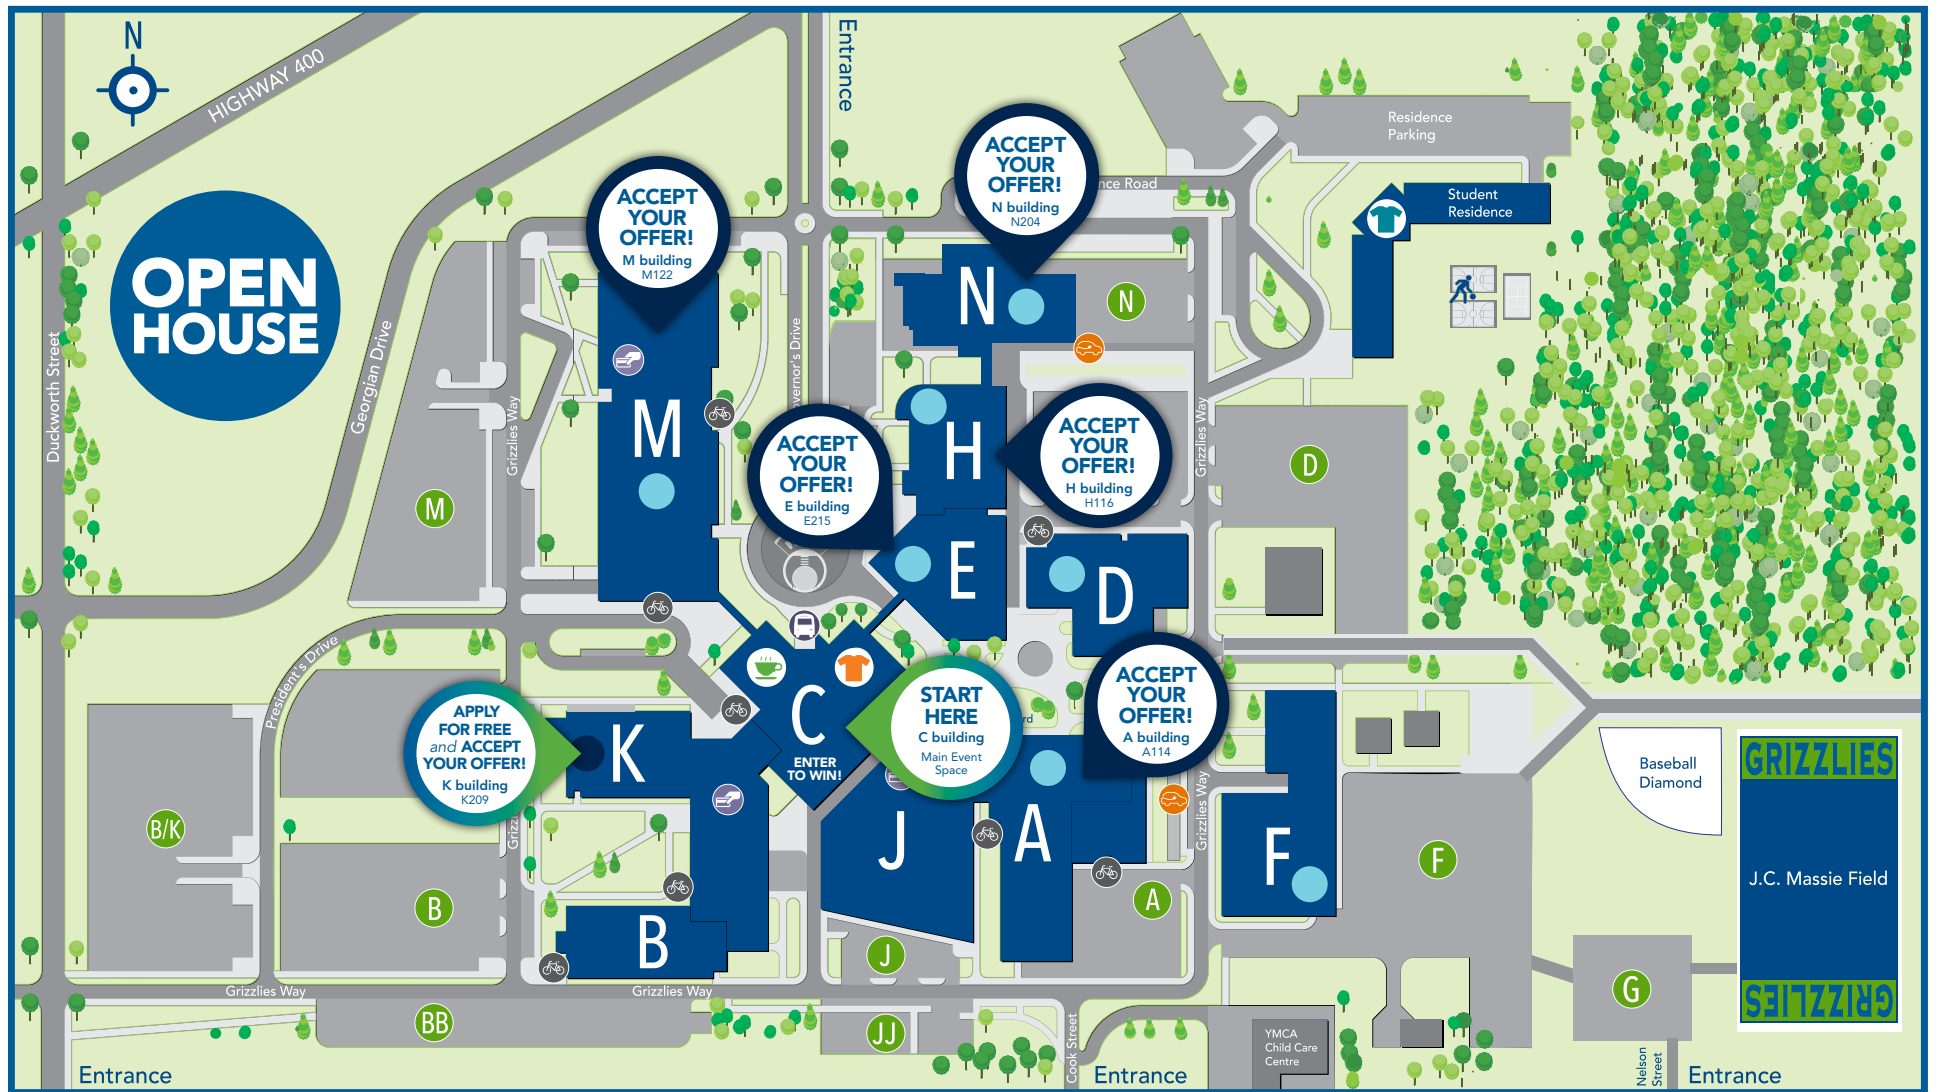 N
HIGHWAY 400
Entrance
OPEN
HOUSE
Duckworth Street
Georgian Drive
ACCEPT
YOUR
OFFER!
M building
M122
ACCEPT
YOUR
OFFER!
N building
N204
Road
Residence
Parking
Student
Residence
N
N
M
M
Grizzlies Way
Drive
ACCEPT
YOUR
OFFER!
E building
E215
H
ACCEPT
YOUR
OFFER!
H building
H116
Grizzlies Way
D
E
D
President's Drive
APPLY
FOR FREE
and ACCEPT
YOUR OFFER!
K building
K209
K
C
ENTER
TO WIN!
START
HERE
C building
Main Event
Space
ACCEPT
YOUR
OFFER!
A building
A114
Grizzlies Way
B/K
B
B
J
J
A
A
F
F
Baseball
Diamond
GRIZZLIES
J.C. Massie Field
GRIZZLIES
G
Grizzlies Way
Grizzlies Way
BB
JJ
Cook Street
YMCA
Child Care
Centre
Nelson
Street
Entrance
Entrance
Entrance